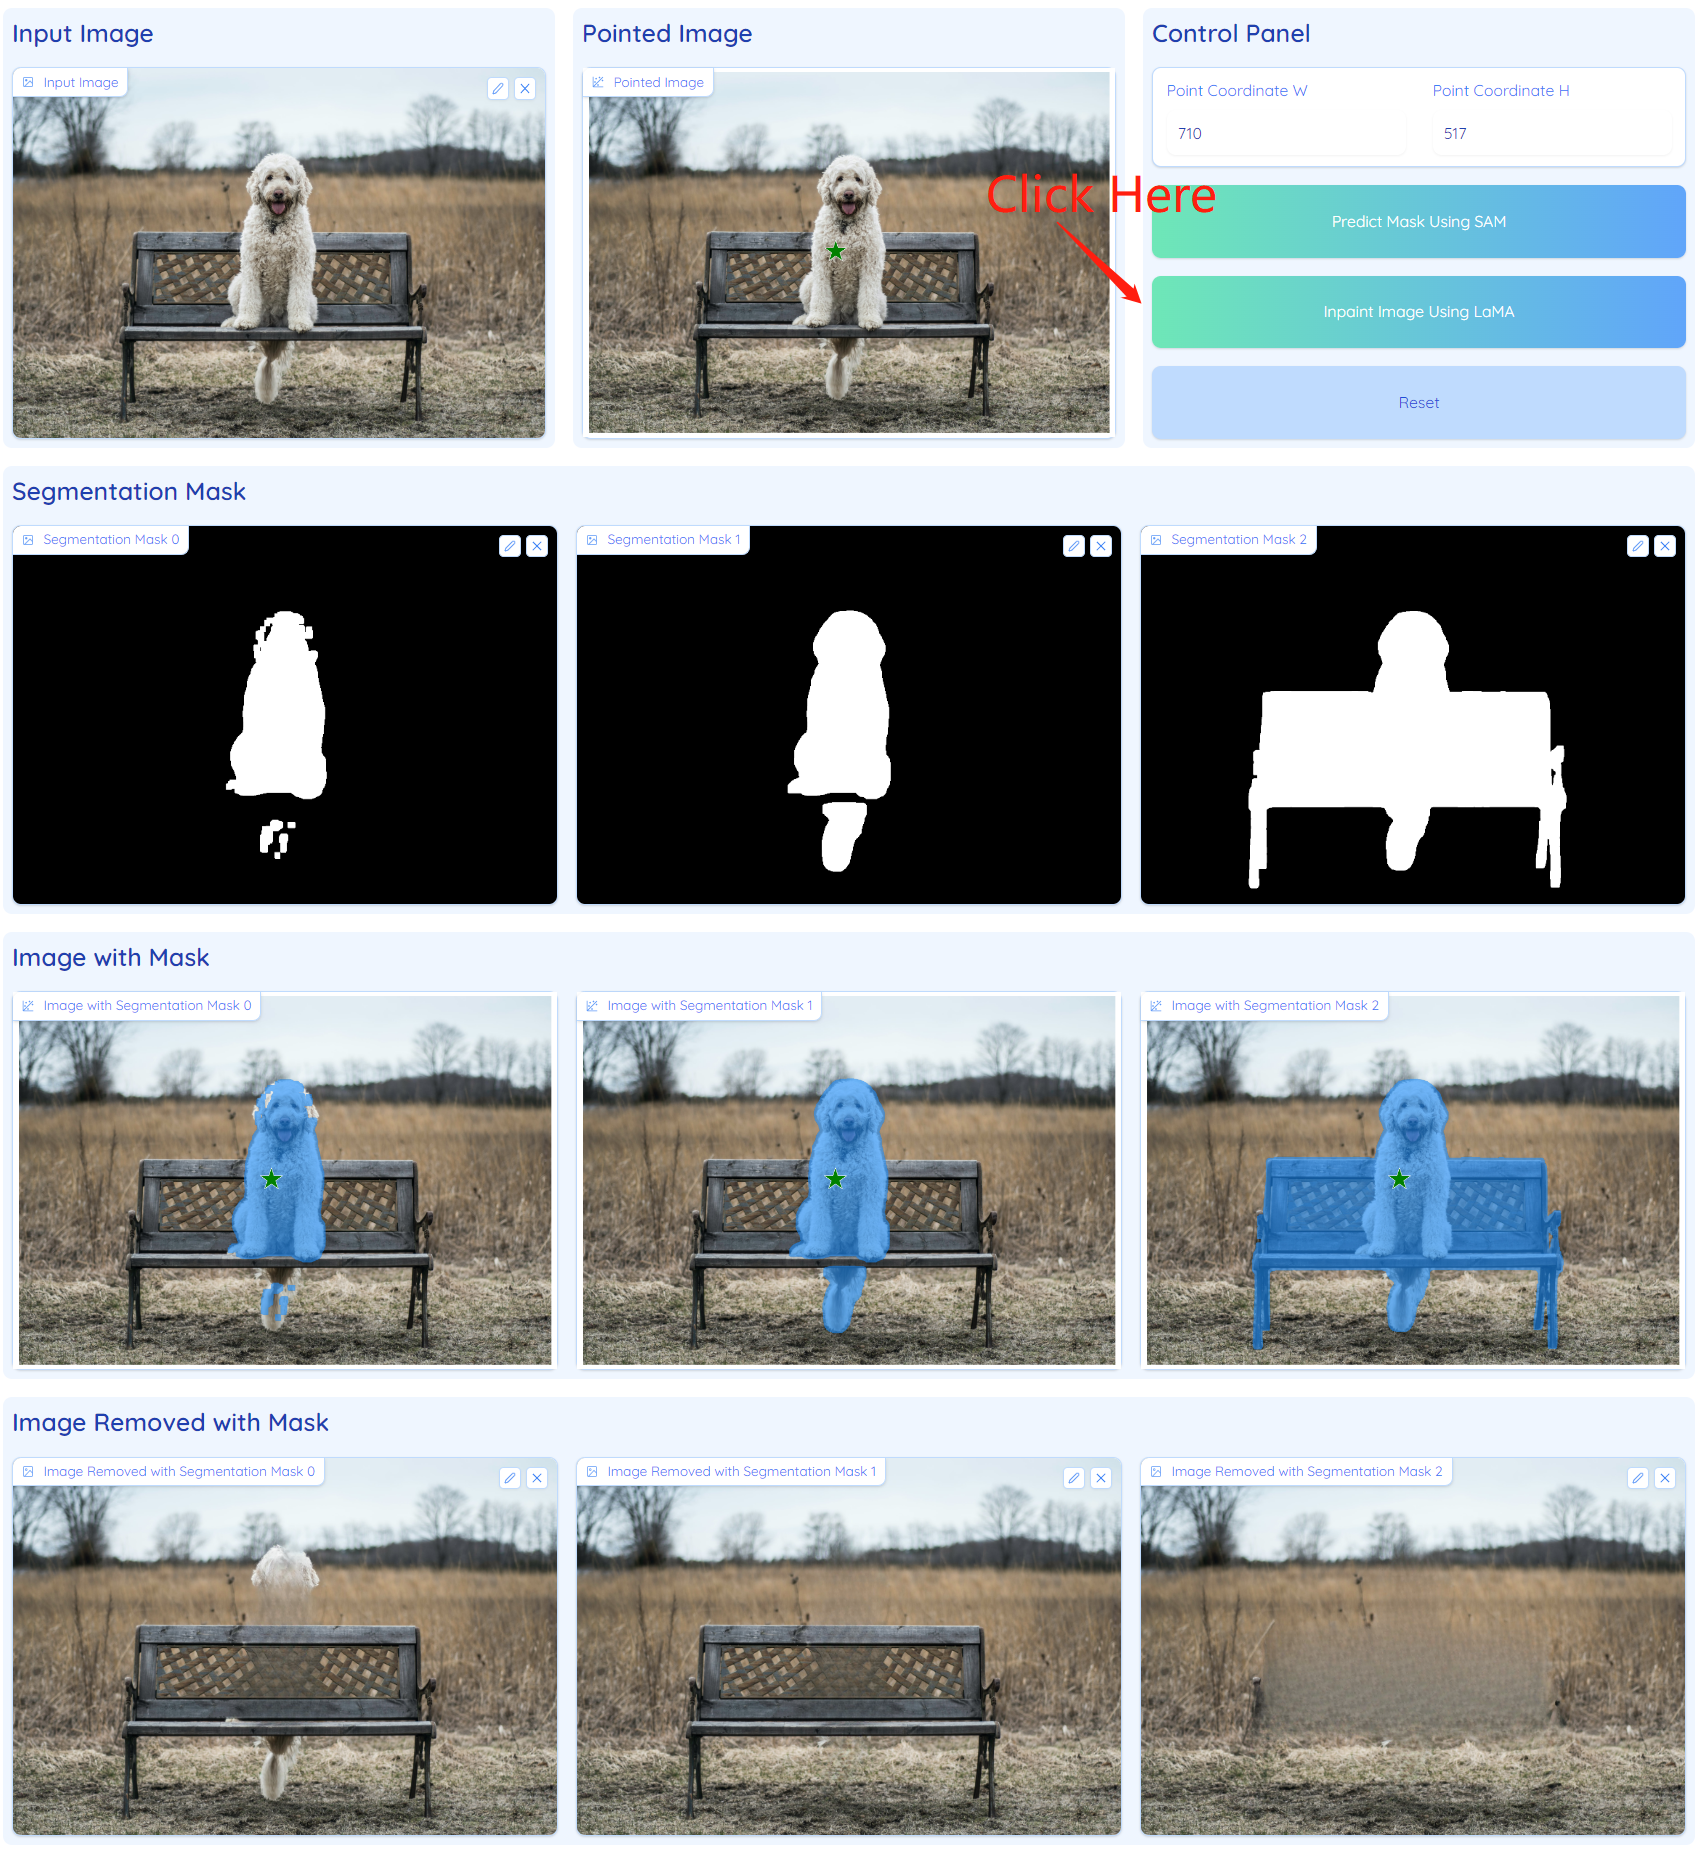 Input Image
Pointed Image
Control Panel
Input Image
Pointed Image
Point Coordinate W
Point Coordinate H
710
517
Click Here
Predict Mask Using SAM
Inpaint Image Using LaMA
Reset
Segmentation Mask
Segmentation Mask 0
Segmentation Mask 1
Segmentation Mask 2
Image with Mask
Image with Segmentation Mask 0
Image with Segmentation Mask 1
Image with Segmentation Mask 2
Image Removed with Mask
Image Removed with Segmentation Mask 0
Image Removed with Segmentation Mask 1
Image Removed with Segmentation Mask 2